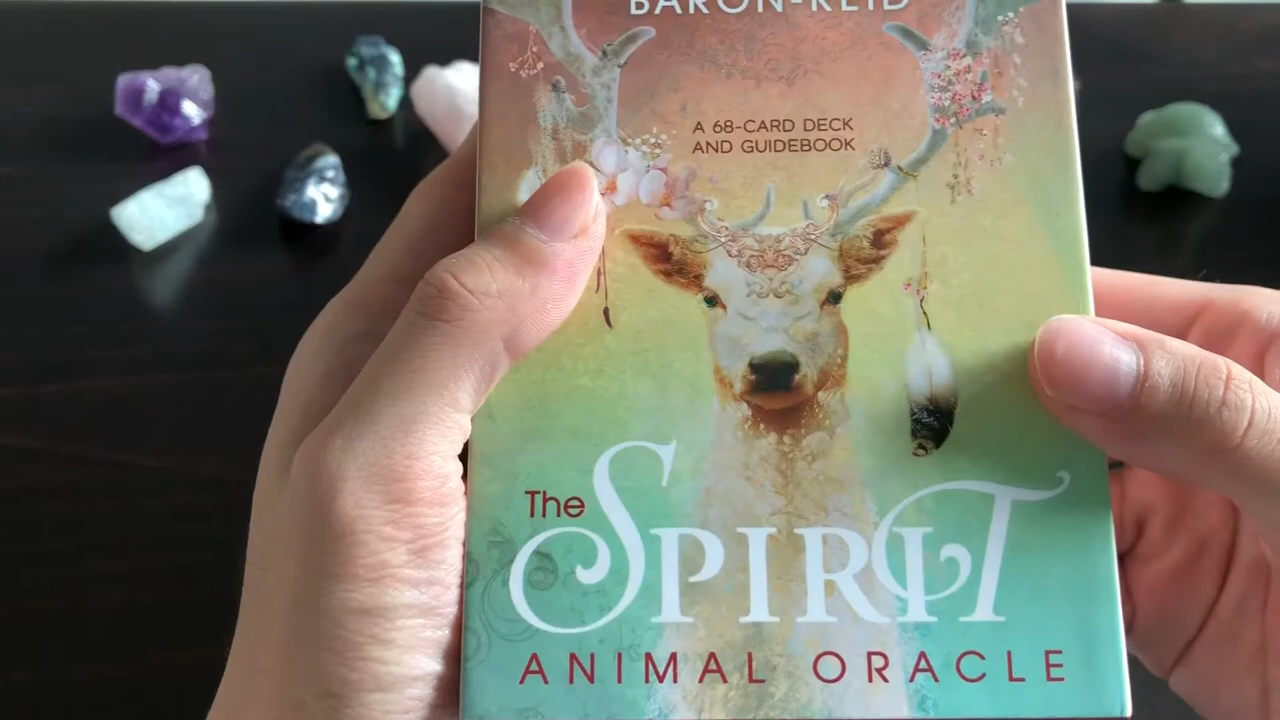 BARON-REID
A 68-CARD DECK
AND GUIDEBOOK
The SPIRIT
ANIMAL ORACLE